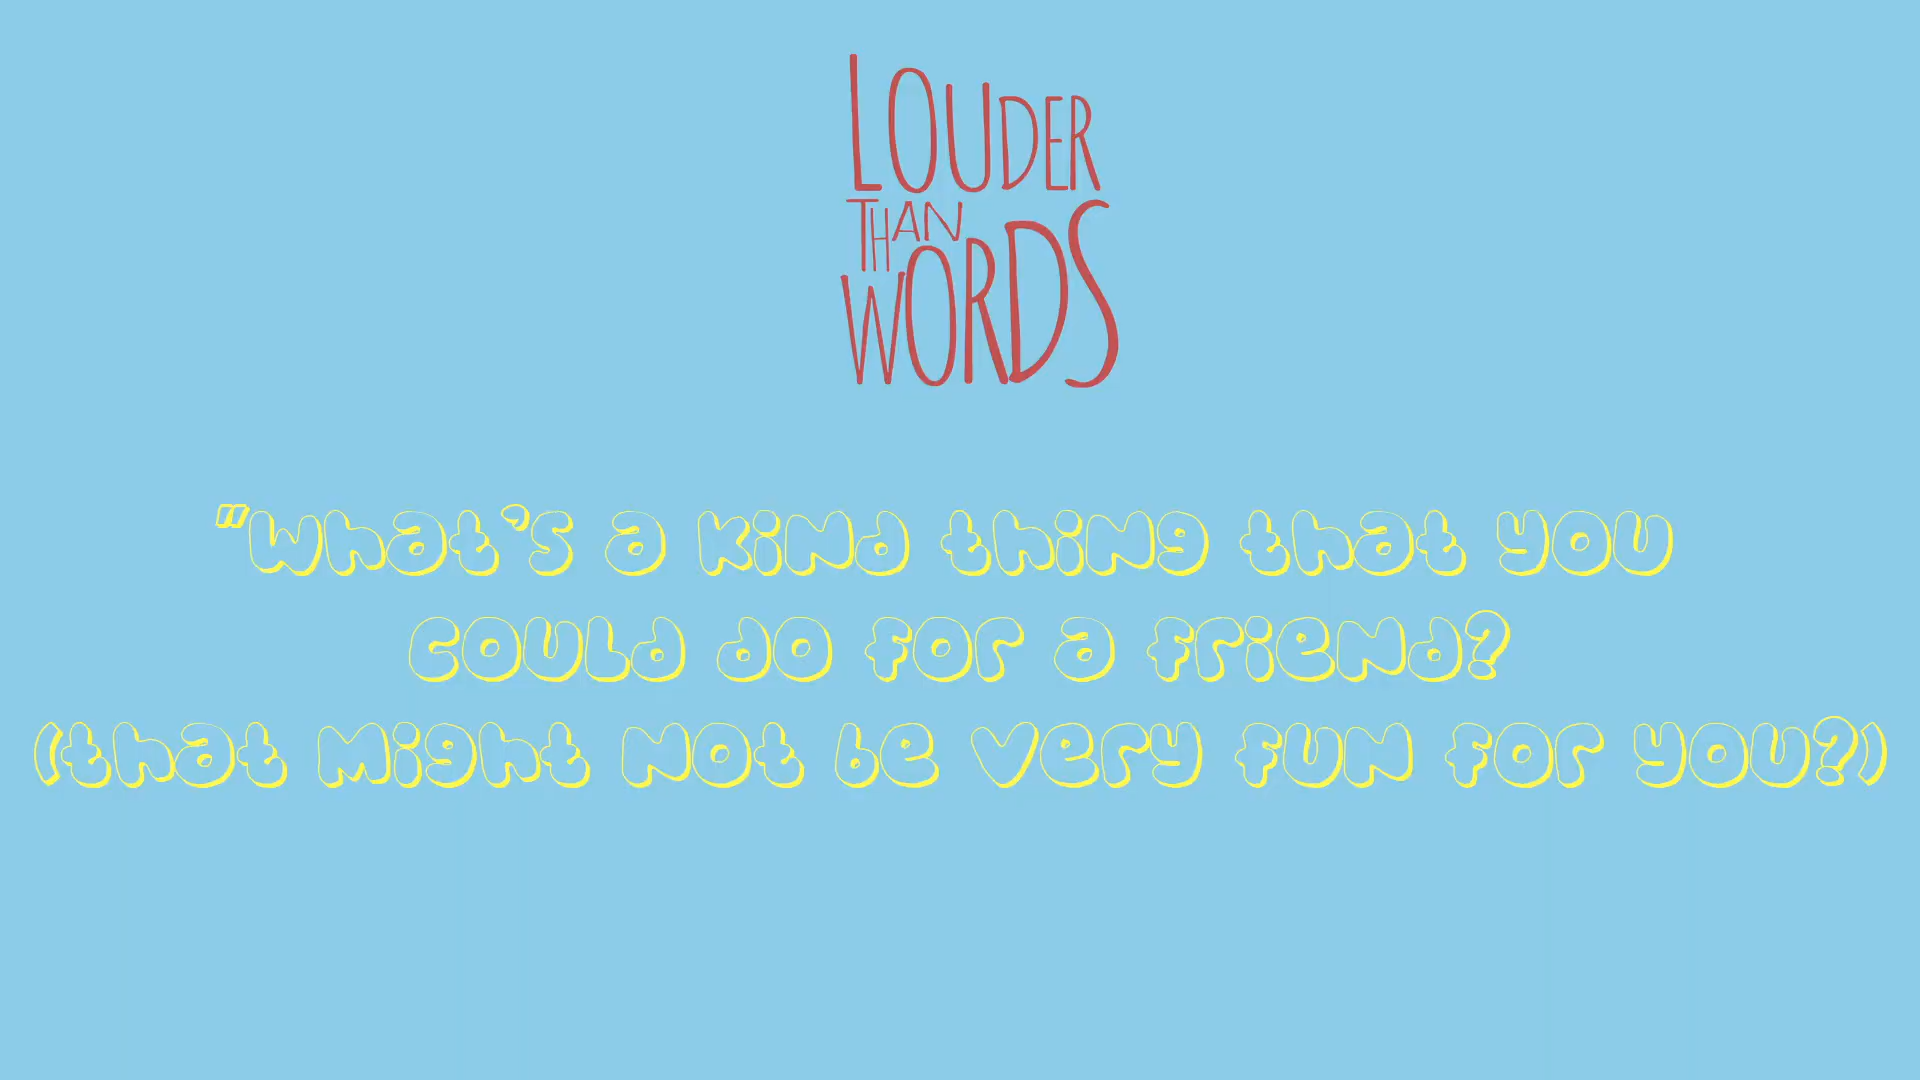 LOUDER
THAN
WORDS
"What's a kind thing that you
could do for a friend?
(that might not be very fun for you?)